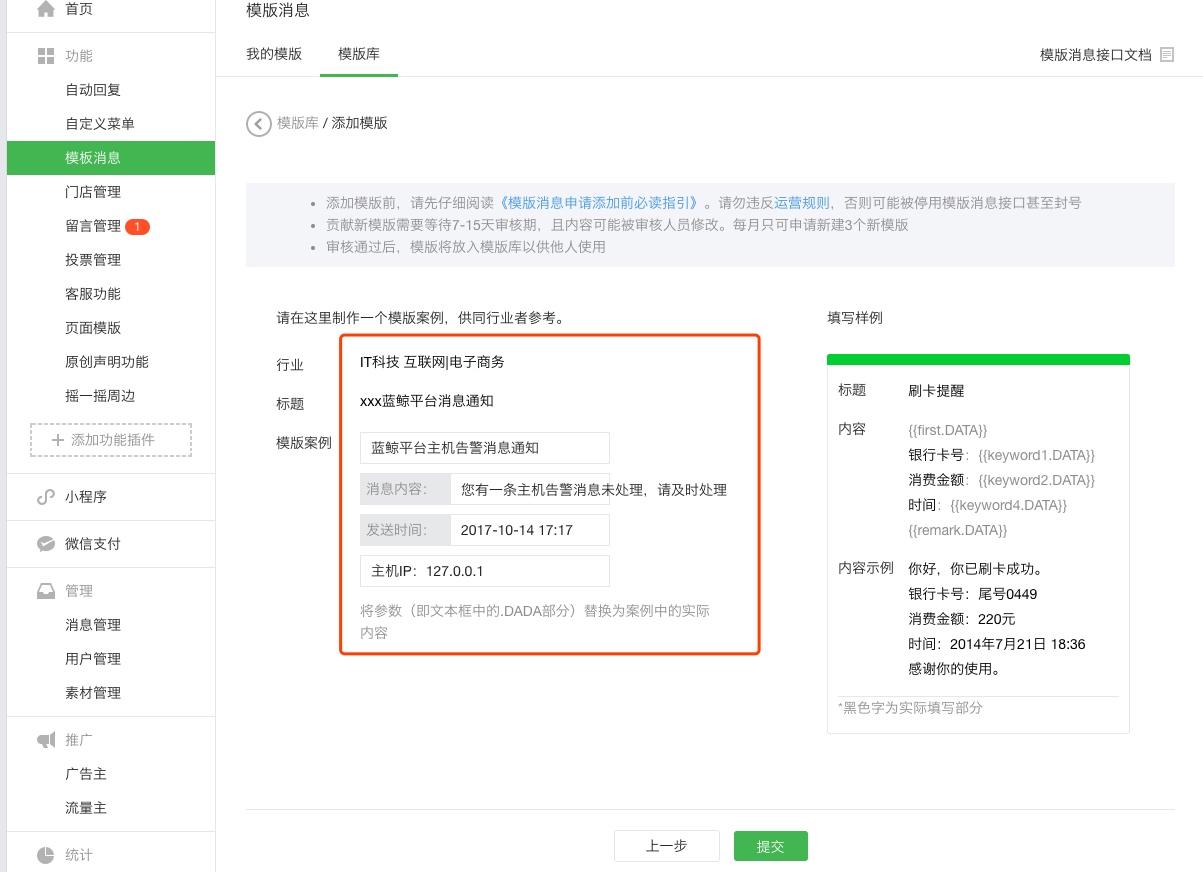 首页
功能
自动回复
自定义菜单
模板消息
门店管理
留言管理 1
投票管理
客服功能
页面模版
原创声明功能
摇一摇周边
添加功能插件
小程序
微信支付
管理
消息管理
用户管理
素材管理
推广
广告主
流量主
统计
模版消息
我的模版 模版库 模版消息接口文档
模版库 / 添加模版
• 添加模版前，请先仔细阅读《模版消息申请添加前必读指引》。请勿违反运营规则，否则可能被停用模版消息接口甚至封号
• 贡献新模版需要等待7-15天审核期，且内容可能被审核人员修改。每月只可申请新建3个新模版
• 审核通过后，模版将放入模版库以供他人使用
请在这里制作一个模版案例，供同行业者参考。
行业 IT科技 互联网|电子商务
标题 xxx蓝鲸平台消息通知
模版案例 蓝鲸平台主机告警消息通知
消息内容： 您有一条主机告警消息未处理，请及时处理
发送时间： 2017-10-14 17:17
主机IP：127.0.0.1
将参数（即文本框中的.DADA部分）替换为案例中的实际
内容
填写样例
标题 刷卡提醒
内容 {{first.DATA}}
银行卡号：{{keyword1.DATA}}
消费金额：{{keyword2.DATA}}
时间：{{keyword4.DATA}}
{{remark.DATA}}
内容示例 你好，你已刷卡成功。
银行卡号：尾号0449
消费金额：220元
时间：2014年7月21日 18:36
感谢你的使用。
*黑色字为实际填写部分
上一步 提交